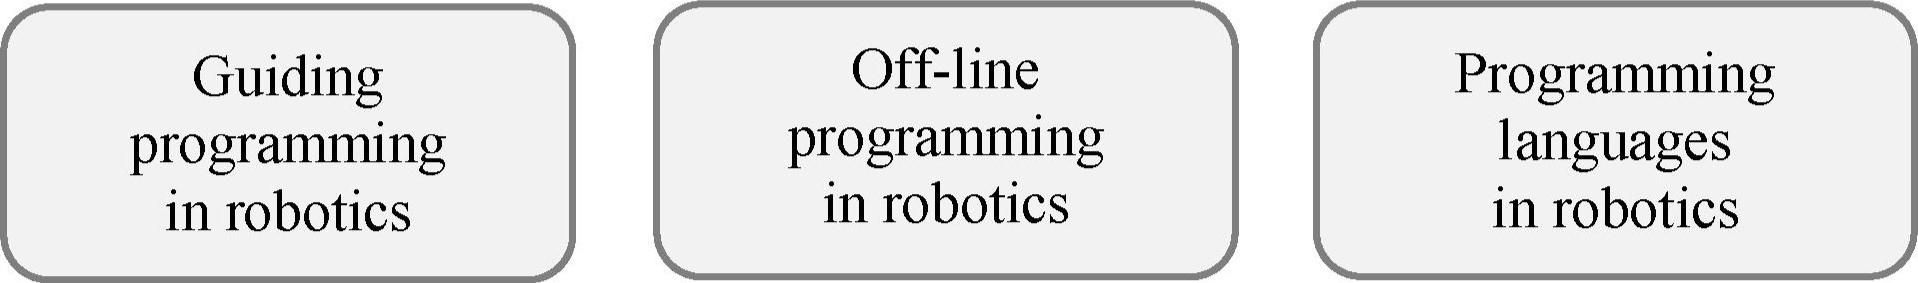 Guiding
programming
in robotics
Off-line
programming
in robotics
Programming
languages
in robotics